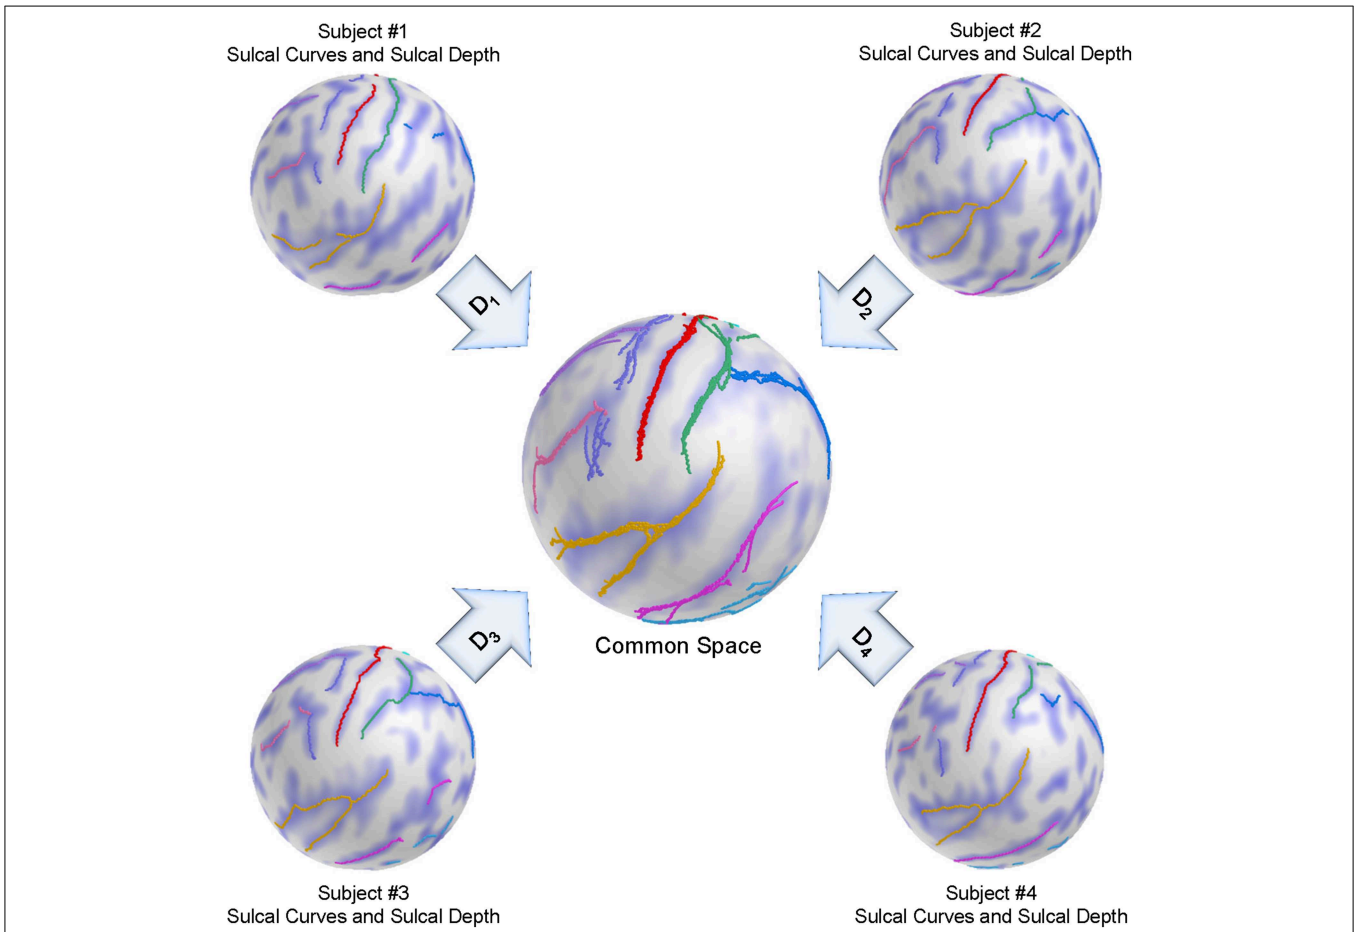 Subject #1
Sulcal Curves and Sulcal Depth
Subject #2
Sulcal Curves and Sulcal Depth
D1
D2
Common Space
D3
D4
Subject #3
Sulcal Curves and Sulcal Depth
Subject #4
Sulcal Curves and Sulcal Depth